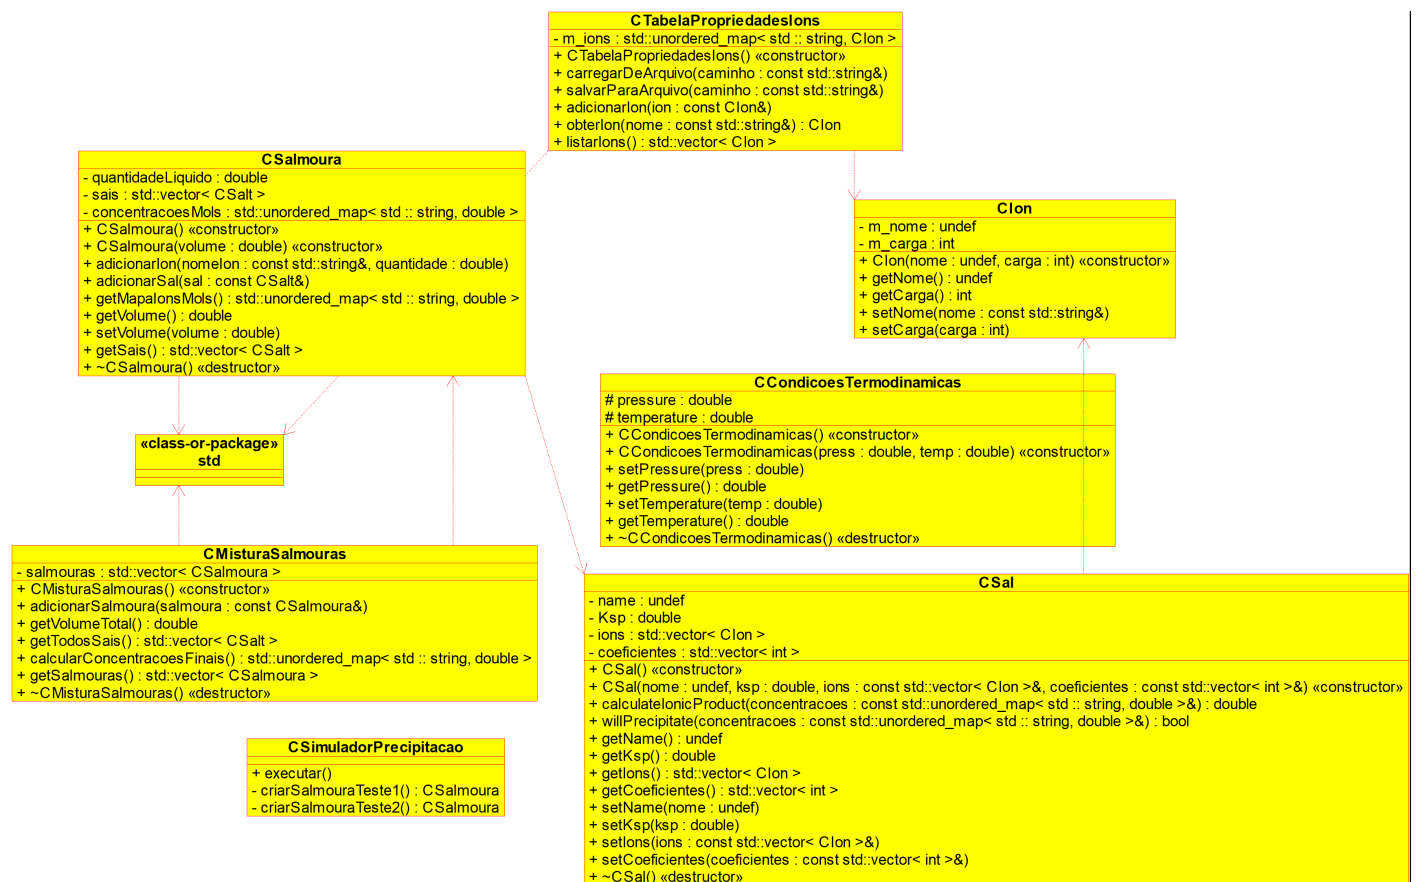 CTabelaPropriedadesIons
- m_ions : std::unordered_map< std :: string, CIon >
+ CTabelaPropriedadesIons() «constructor»
+ carregarDeArquivo(caminho : const std::string&)
+ salvarParaArquivo(caminho : const std::string&)
+ adicionarIon(ion : const CIon&)
+ obterIon(nome : const std::string&) : CIon
+ listarIons() : std::vector< CIon >
CSalmoura
- quantidadeLiquido : double
- sais : std::vector< CSalt >
- concentracoesMols : std::unordered_map< std :: string, double >
+ CSalmoura() «constructor»
+ CSalmoura(volume : double) «constructor»
+ adicionarIon(nomeIon : const std::string&, quantidade : double)
+ adicionarSal(sal : const CSalt&)
+ getMapaIonsMols() : std::unordered_map< std :: string, double >
+ getVolume() : double
+ setVolume(volume : double)
+ getSais() : std::vector< CSalt >
+ ~CSalmoura() «destructor»
CIon
- m_nome : undef
- m_carga : int
+ CIon(nome : undef, carga : int) «constructor»
+ getNome() : undef
+ getCarga() : int
+ setNome(nome : const std::string&)
+ setCarga(carga : int)
CCondicoesTermodinamicas
# pressure : double
# temperature : double
+ CCondicoesTermodinamicas() «constructor»
+ CCondicoesTermodinamicas(press : double, temp : double) «constructor»
+ setPressure(press : double)
+ getPressure() : double
+ setTemperature(temp : double)
+ getTemperature() : double
+ ~CCondicoesTermodinamicas() «destructor»
«class-or-package»
std
CMisturaSalmouras
- salmouras : std::vector< CSalmoura >
+ CMisturaSalmouras() «constructor»
+ adicionarSalmoura(salmoura : const CSalmoura&)
+ getVolumeTotal() : double
+ getTodosSais() : std::vector< CSalt >
+ calcularConcentracoesFinais() : std::unordered_map< std :: string, double >
+ getSalmouras() : std::vector< CSalmoura >
+ ~CMisturaSalmouras() «destructor»
CSal
- name : undef
- Ksp : double
- ions : std::vector< CIon >
- coeficientes : std::vector< int >
+ CSal() «constructor»
+ CSal(nome : undef, ksp : double, ions : const std::vector< CIon >&, coeficientes : const std::vector< int >&) «constructor»
+ calculateIonicProduct(concentracoes : const std::unordered_map< std :: string, double >&) : double
+ willPrecipitate(concentracoes : const std::unordered_map< std :: string, double >&) : bool
+ getName() : undef
+ getKsp() : double
+ getIons() : std::vector< CIon >
+ getCoeficientes() : std::vector< int >
+ setName(nome : undef)
+ setKsp(ksp : double)
+ setIons(ions : const std::vector< CIon >&)
+ setCoeficientes(coeficientes : const std::vector< int >&)
+ ~CSal() «destructor»
CSimuladorPrecipitacao
+ executar()
- criarSalmouraTeste1() : CSalmoura
- criarSalmouraTeste2() : CSalmoura